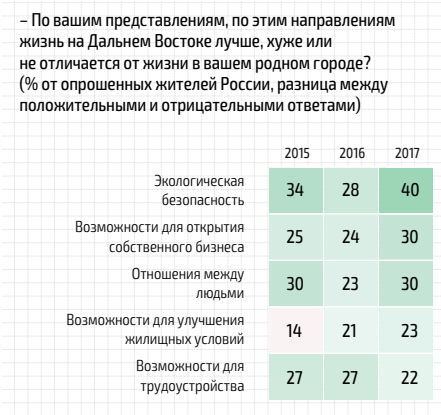 – По вашим представлениям, по этим направлениям
жизнь на Дальнем Востоке лучше, хуже или
не отличается от жизни в вашем родном городе?
(% от опрошенных жителей России, разница между
положительными и отрицательными ответами)
2015 2016 2017
Экологическая
безопасность
34 28 40
Возможности для открытия
собственного бизнеса
25 24 30
Отношения между
людьми
30 23 30
Возможности для улучшения
жилищных условий
14 21 23
Возможности для
трудоустройства
27 27 22